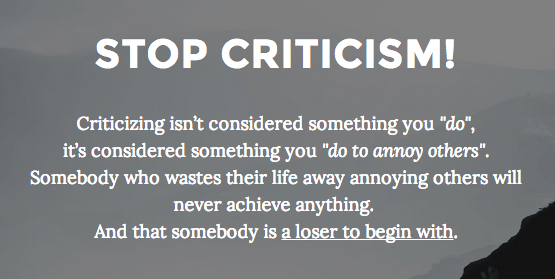 STOP CRITICISM!
Criticizing isn't considered something you "do",
it's considered something you "do to annoy others".
Somebody who wastes their life away annoying others will
never achieve anything.
And that somebody is a loser to begin with.